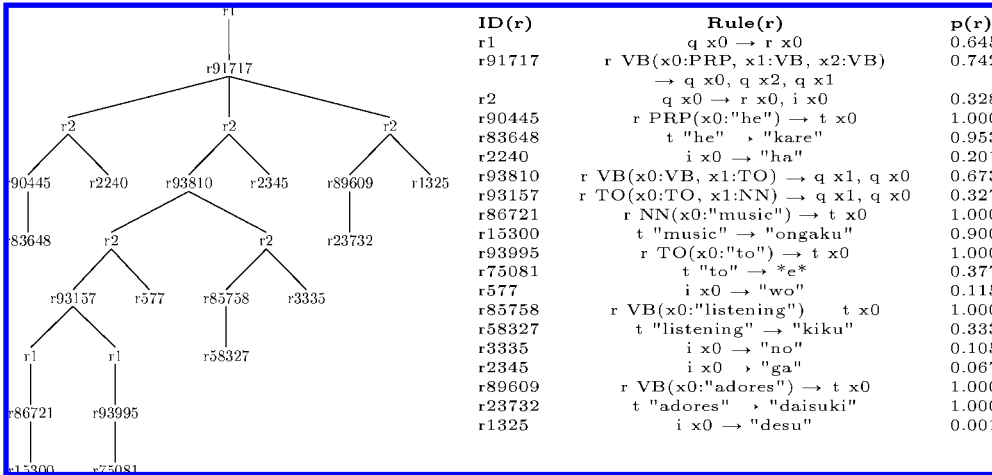 r1
r91717
r2 r2 r2
r90445 r2240 r93810 r2345 r89609 r1325
r83648 r2 r2 r23732
r93157 r577 r85758 r3335
r1 r1 r58327
r86721 r93995
r15300 r75081
ID(r) Rule(r) p(r)
r1 q x0 → r x0 0.645
r91717 r VB(x0:PRP, x1:VB, x2:VB) 0.742
→ q x0, q x2, q x1
r2 q x0 → r x0, i x0 0.328
r90445 r PRP(x0:"he") → t x0 1.000
r83648 t "he" → "kare" 0.953
r2240 i x0 → "ha" 0.201
r93810 r VB(x0:VB, x1:TO) → q x1, q x0 0.673
r93157 r TO(x0:TO, x1:NN) → q x1, q x0 0.327
r86721 r NN(x0:"music") → t x0 1.000
r15300 t "music" → "ongaku" 0.900
r93995 r TO(x0:"to") → t x0 1.000
r75081 t "to" → *e* 0.377
r577 i x0 → "wo" 0.115
r85758 r VB(x0:"listening") t x0 1.000
r58327 t "listening" → "kiku" 0.333
r3335 i x0 → "no" 0.105
r2345 i x0 → "ga" 0.067
r89609 r VB(x0:"adores") → t x0 1.000
r23732 t "adores" → "daisuki" 1.000
r1325 i x0 → "desu" 0.001